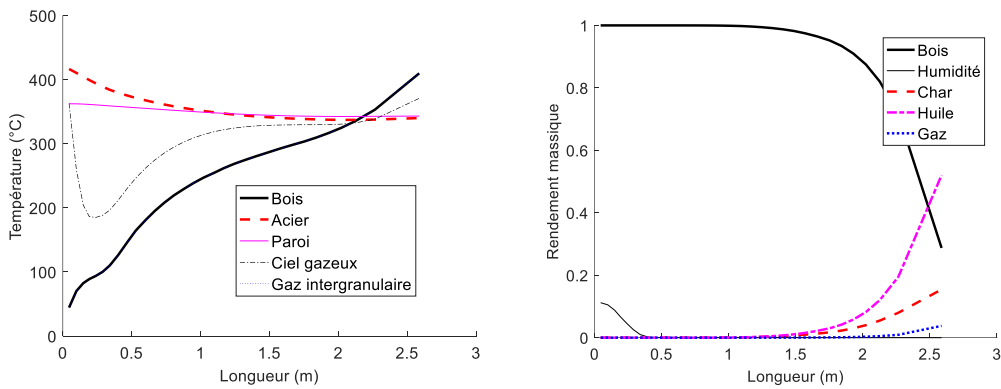 500
400
300
200
100
0
Température (°C)
0
0.5
1
1.5
2
2.5
3
Longueur (m)
Bois
Acier
Paroi
Ciel gazeux
Gaz intergranulaire
1
0.8
0.6
0.4
0.2
0
Rendement massique
0
0.5
1
1.5
2
2.5
3
Longueur (m)
Bois
Humidité
Char
Huile
Gaz